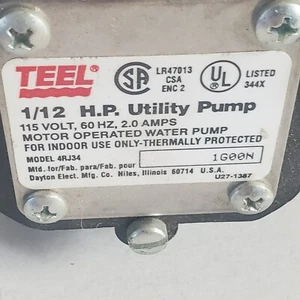 TEEL
SA
LR47013
CSA
ENC 2
UL
LISTED
344X
1/12 H.P. Utility Pump
115 VOLT, 60 HZ, 2.0 AMPS
MOTOR OPERATED WATER PUMP
FOR INDOOR USE ONLY-THERMALLY PROTECTED
MODEL 4RJ34
1G00N
Mfd. for/Fab. para/Fab. pour
Dayton Elect. Mfg. Co. Niles, Illinois 60714 U.S.A.
U27-1387